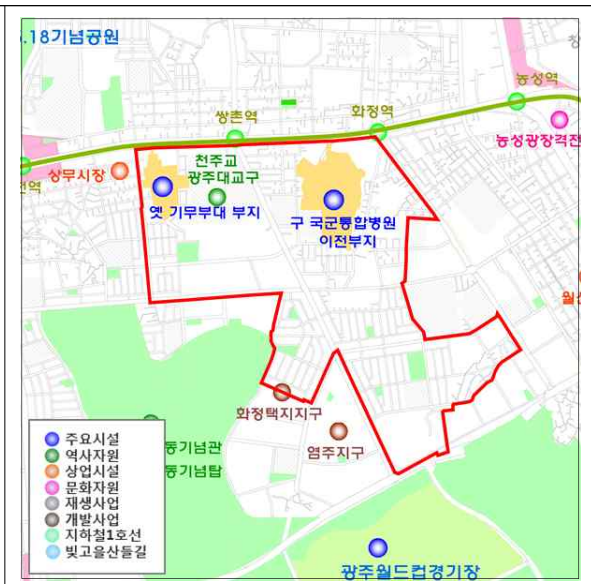 .18기념공원
농성역
쌍촌역
화정역
농성광장격전
상무시장
천주교
광주대교구
옛 기무부대 부지
구 국군통합병원
이전부지
화정택지지구
염주지구
동기념관
동기념탑
주요시설
역사자원
상업시설
문화자원
재생사업
개발사업
지하철1호선
빛고을산들길
광주월드컵경기장